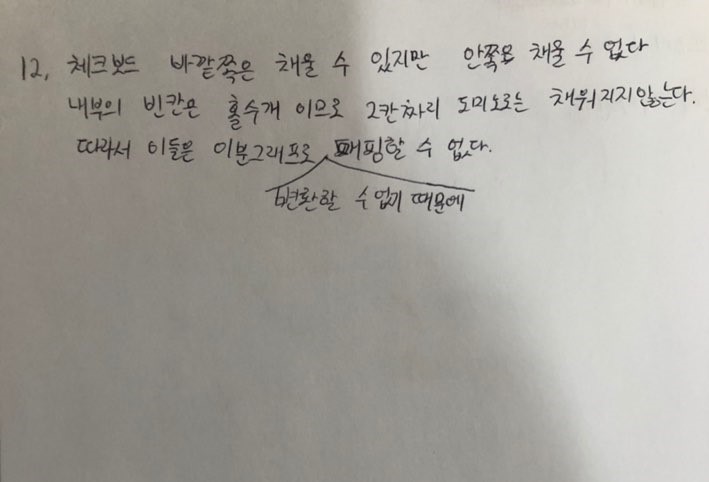 12. 체크보드 바깥쪽은 채울 수 있지만 안쪽은 채울 수 없다
내부의 빈칸은 홀수개 이므로 2칸짜리 도미노로는 채워지지않는다.
따라서 이들은 이분그래프로 매핑할 수 없다.
변환할 수 없기 때문에